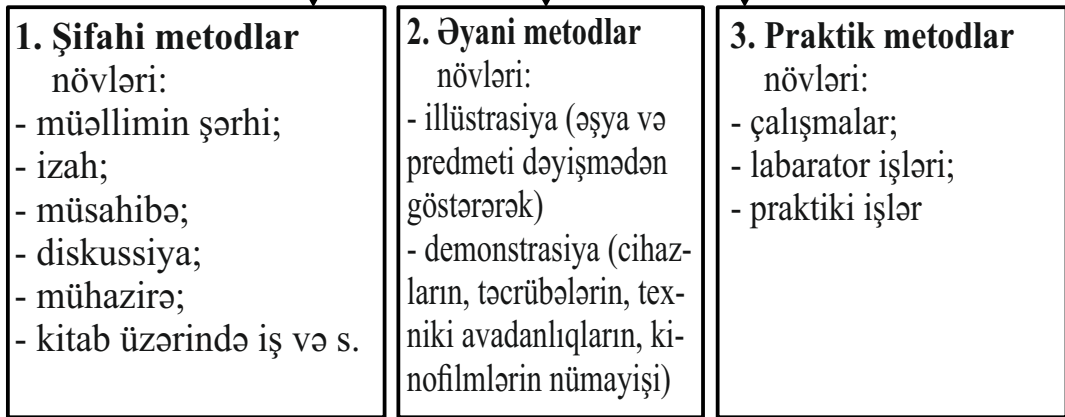 1. Şifahi metodlar
növləri:
- müəllimin şərhi;
- izah;
- müsahibə;
- diskussiya;
- mühazirə;
- kitab üzərində iş və s.
2. Əyani metodlar
növləri:
- illüstrasiya (əşya və
predmeti dəyişmədən
göstərərək)
- demonstrasiya (cihaz-
ların, təcrübələrin, tex-
niki avadanlıqların, ki-
nofilmlərin nümayişi)
3. Praktik metodlar
növləri:
- çalışmalar;
- labarator işləri;
- praktiki işlər